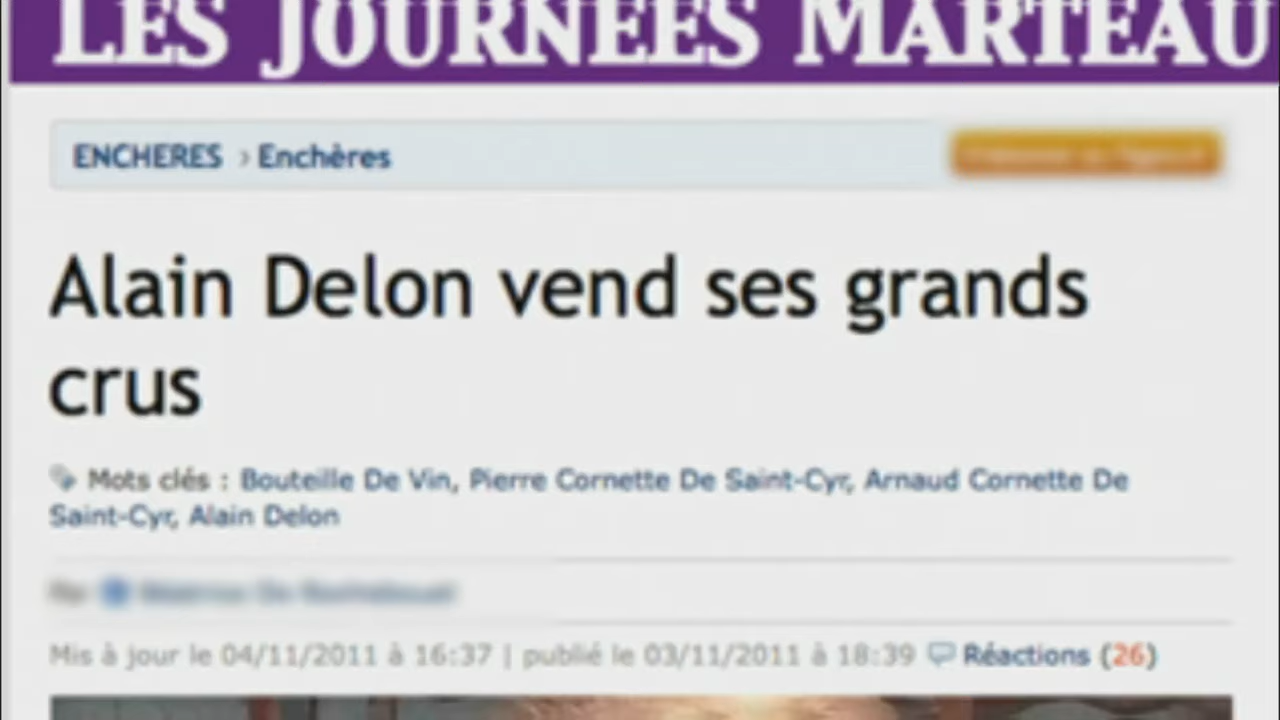 LES JOURNÉES MARTEAU
ENCHERES › Enchères
Alain Delon vend ses grands
crus
Mots clés : Bouteille De Vin, Pierre Cornette De Saint-Cyr, Arnaud Cornette De
Saint-Cyr, Alain Delon
Par
Mis à jour le 04/11/2011 à 16:37 | publié le 03/11/2011 à 18:39 Réactions (26)